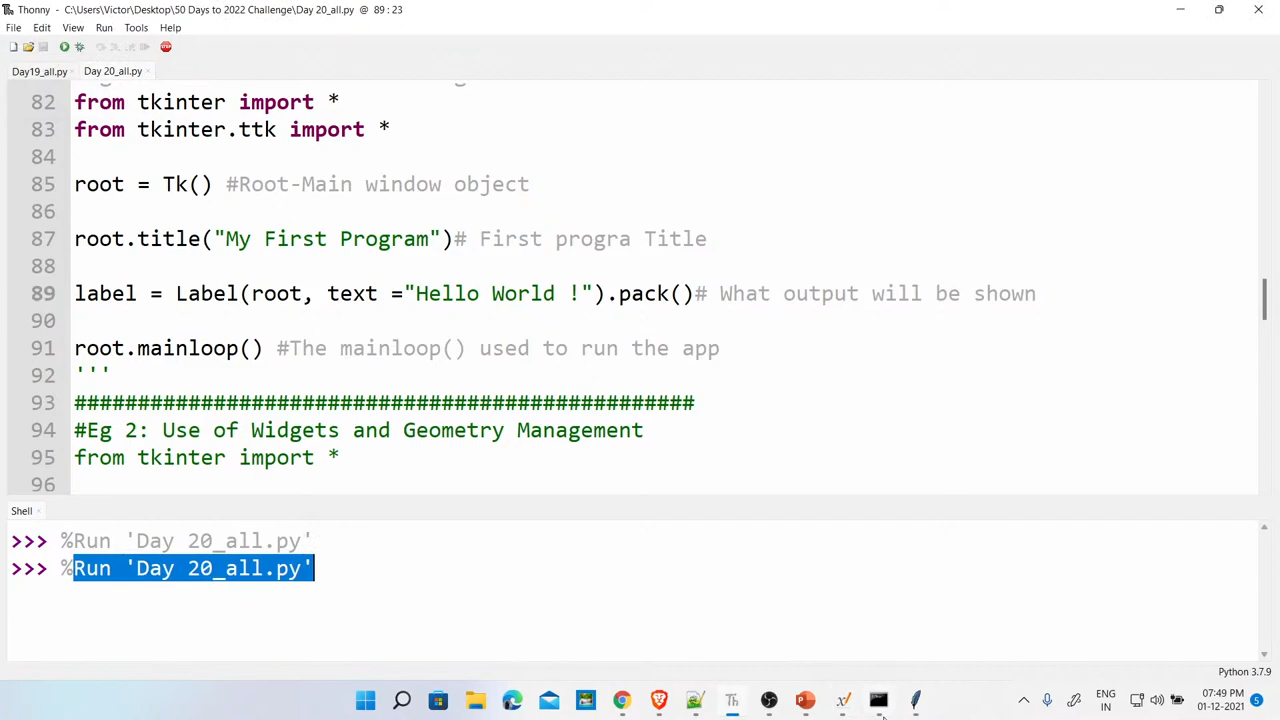 Thonny - C:\Users\Victor\Desktop\50 Days to 2022 Challenge\Day 20_all.py @ 89 : 23
File Edit View Run Tools Help
Day19_all.py Day 20_all.py
82 from tkinter import *
83 from tkinter.ttk import *
84
85 root = Tk() #Root-Main window object
86
87 root.title("My First Program")# First progra Title
88
89 label = Label(root, text ="Hello World !").pack()# What output will be shown
90
91 root.mainloop() #The mainloop() used to run the app
92 '''
93 #################################################
94 #Eg 2: Use of Widgets and Geometry Management
95 from tkinter import *
96
Shell
>>> %Run 'Day 20_all.py'
>>> %Run 'Day 20_all.py'
Python 3.7.9
Th
ENG
IN
07:49 PM
01-12-2021
5